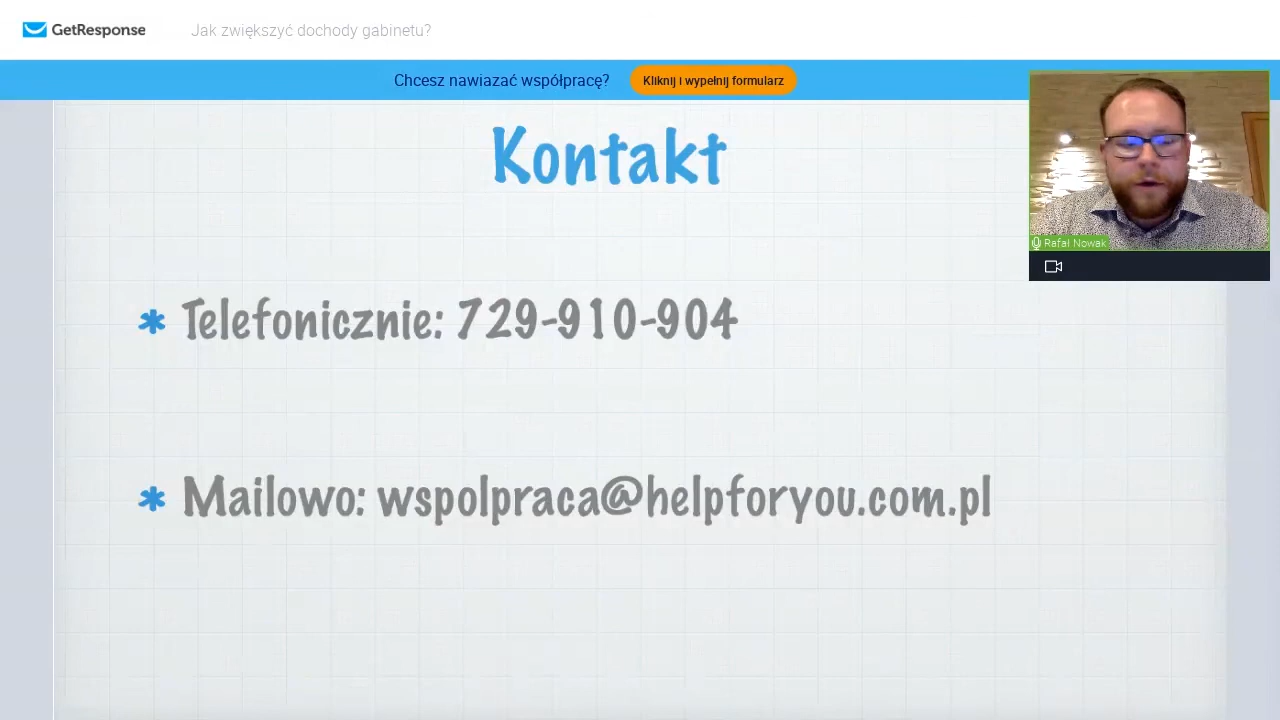 GetResponse
Jak zwiększyć dochody gabinetu?
Chcesz nawiazać współpracę?
Kliknij i wypełnij formularz
Kontakt
Rafał Nowak
* Telefonicznie: 729-910-904
* Mailowo: wspolpraca@helpforyou.com.pl